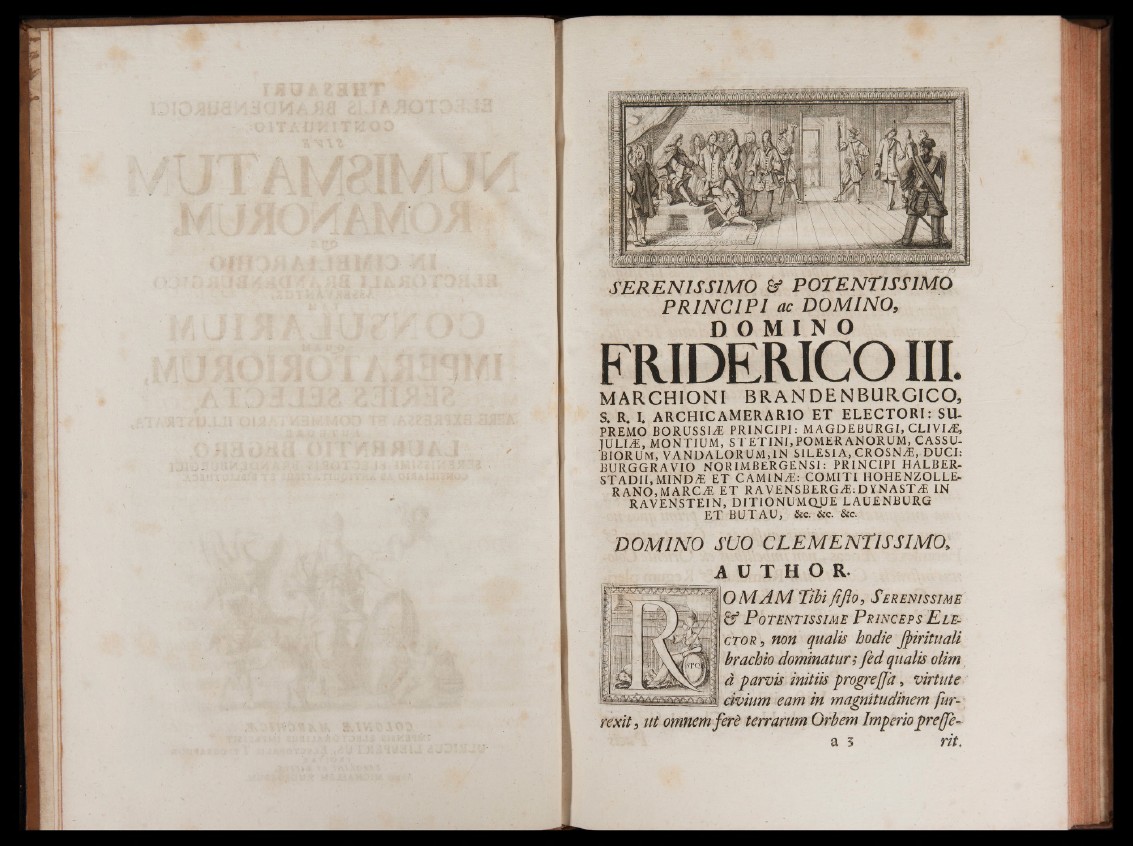 SERENISSIMO & POTENTISSIMO
PRINCIPI ac DOMINO,
DOMINO
FRIDERICO III.
MARCHIONI BRANDENBURGICO,
S. R. I. ARCHICAMERARIO ET ELECTORI: SU-
PREMO BORUSSIÆ PRINCIPI: MAGDEBURGI, CLIVIÆ,
JULIÆ, MONTIUM, STETINI, POMERANORUM, CASSU-
BIORUM, VANDALORUM, IN SILESIA, CROSNÆ, DUCI:
BURGGRAVIO NORIMBERGENSI: PRINCIPI HALBER-
STADII, MINDÆ ET CAMINÆ: COMITI HOHENZOLLE-
RANO, MARCÆ ET RAVENSBERGÆ: DYNASTÆ IN
RAVENSTEIN, DITIONUMQUE LAUENBURG
ET BUTAU, &c. &c. &c.
DOMINO SUO CLEMENTISSIMO,
AUTHOR.
ROMAM Tibi ſiſto, SERENISSIME
& POTENTISSIME PRINCEPS ELE-
CTOR, non qualis hodie ſpirituali
brachio dominatur; ſed qualis olim
à parvis initiis progreſſa, virtute
civium eam in magnitudinem ſur-
rexit, ut omnem ferè terrarum Orbem Imperio preſſe-
a 3 rit.